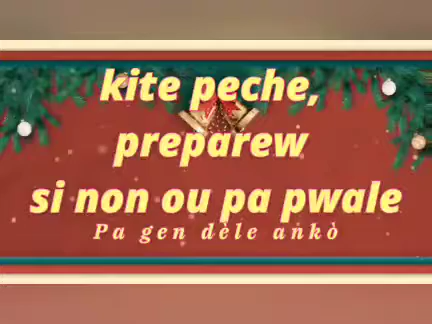 kite peche,
preparew
si non ou pa pwale
Pa gen dèle ankò